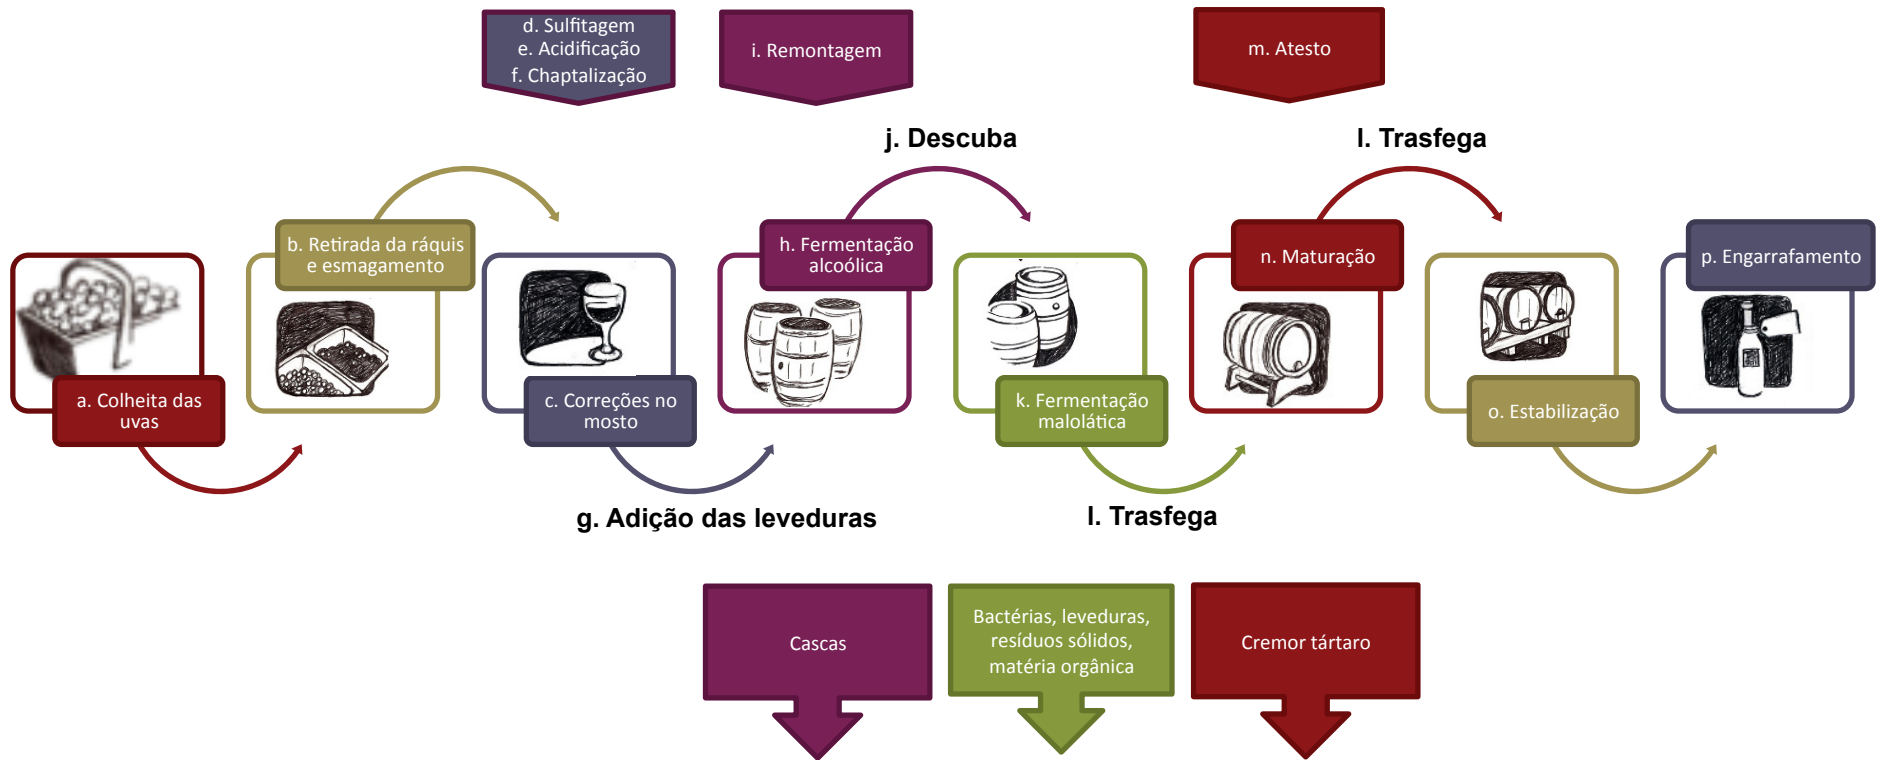 d. Sulfitagem
e. Acidificação
f. Chaptalização
i. Remontagem
m. Atesto
j. Descuba
l. Trasfega
b. Retirada da ráquis
e esmagamento
h. Fermentação
alcoólica
n. Maturação
p. Engarrafamento
a. Colheita das
uvas
c. Correções no
mosto
k. Fermentação
malolática
o. Estabilização
g. Adição das leveduras
l. Trasfega
Cascas
Bactérias, leveduras,
resíduos sólidos,
matéria orgânica
Cremor tártaro